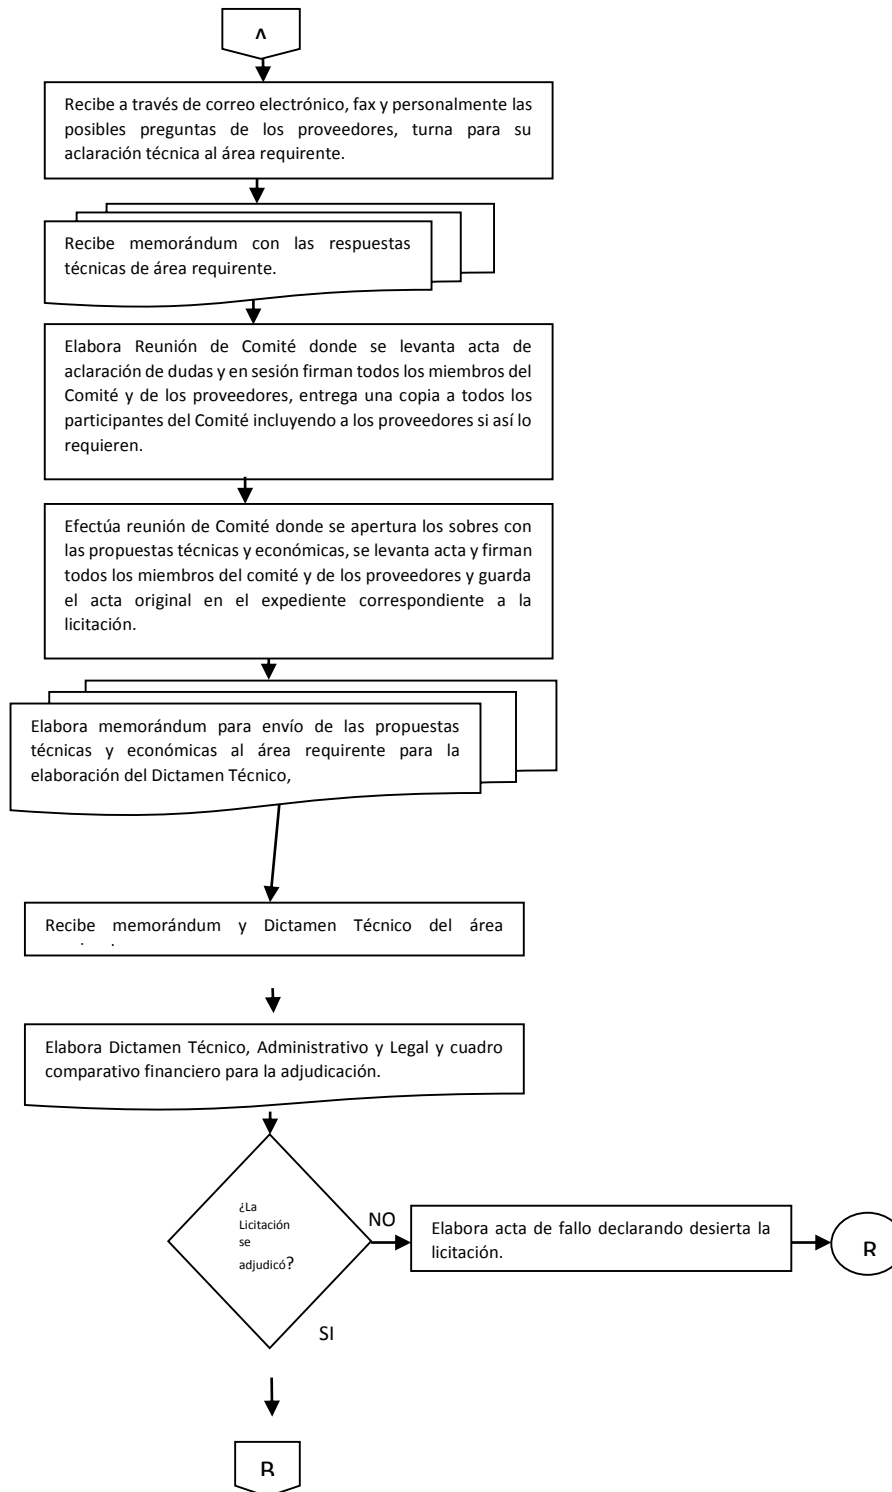 A
Recibe a través de correo electrónico, fax y personalmente las
posibles preguntas de los proveedores, turna para su
aclaración técnica al área requirente.
Recibe memorándum con las respuestas
técnicas de área requirente.
Elabora Reunión de Comité donde se levanta acta de
aclaración de dudas y en sesión firman todos los miembros del
Comité y de los proveedores, entrega una copia a todos los
participantes del Comité incluyendo a los proveedores si así lo
requieren.
Efectúa reunión de Comité donde se apertura los sobres con
las propuestas técnicas y económicas, se levanta acta y firman
todos los miembros del comité y de los proveedores y guarda
el acta original en el expediente correspondiente a la
licitación.
Elabora memorándum para envío de las propuestas
técnicas y económicas al área requirente para la
elaboración del Dictamen Técnico,
Recibe memorándum y Dictamen Técnico del área
Elabora Dictamen Técnico, Administrativo y Legal y cuadro
comparativo financiero para la adjudicación.
¿La
Licitación
se
adjudicó?
NO
Elabora acta de fallo declarando desierta la
licitación.
SI
B